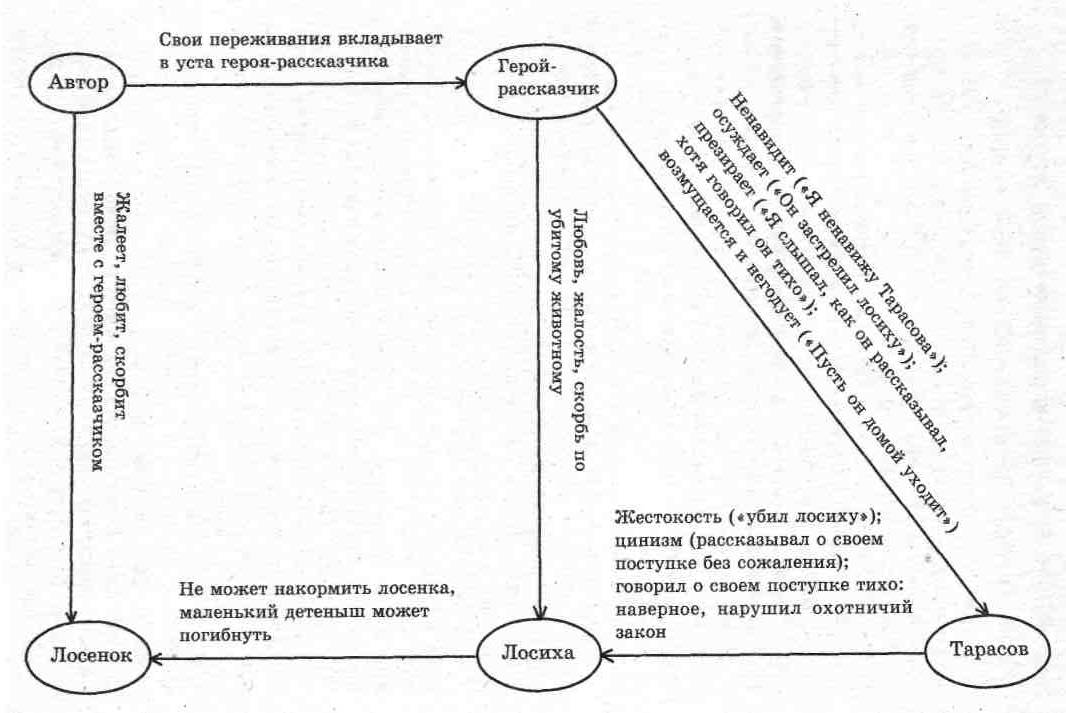 Свои переживания вкладывает
в уста героя-рассказчика
Автор
Герой-
рассказчик
Ненавидит («Я ненавижу Тарасова»);
осуждает («Он застрелил лосиху»);
презирает («Я слышал, как он рассказывал,
хотя говорил он тихо»);
возмущается и негодует («Пусть он домой уходит»)
Жалеет, любит, скорбит
вместе с героем-рассказчиком
Любовь, жалость, скорбь по
убитому животному
Жестокость («убил лосиху»);
цинизм (рассказывал о своем
поступке без сожаления);
говорил о своем поступке тихо:
наверное, нарушил охотничий
закон
Не может накормить лосенка,
маленький детеныш может
погибнуть
Лосенок
Лосиха
Тарасов